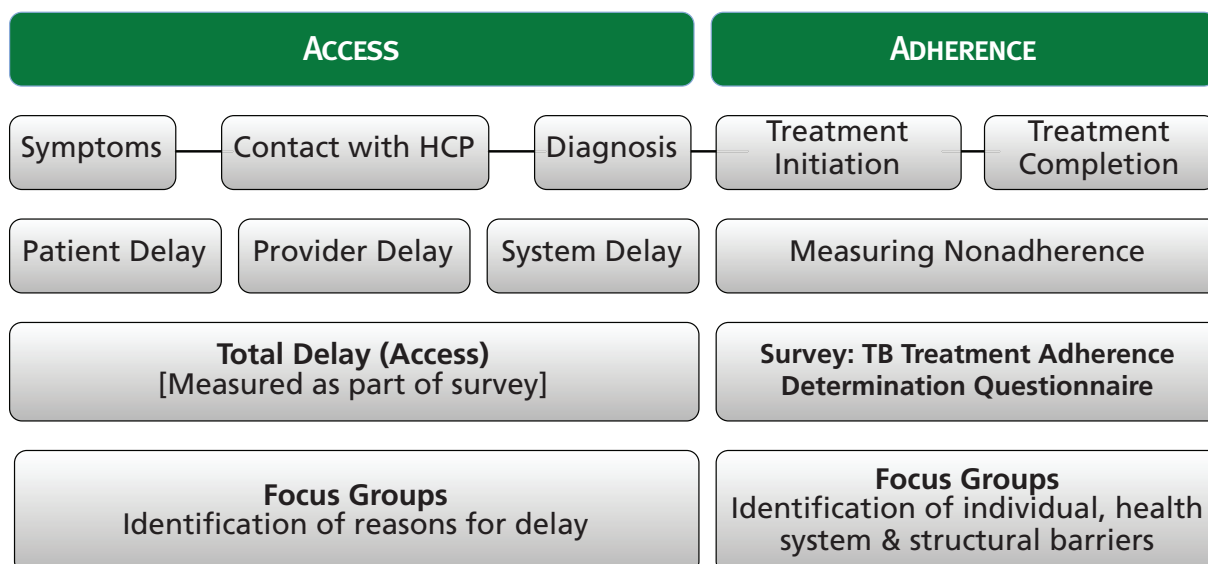 ACCESS
ADHERENCE
Symptoms
Contact with HCP
Diagnosis
Treatment
Initiation
Treatment
Completion
Patient Delay
Provider Delay
System Delay
Measuring Nonadherence
Total Delay (Access)
[Measured as part of survey]
Survey: TB Treatment Adherence
Determination Questionnaire
Focus Groups
Identification of reasons for delay
Focus Groups
Identification of individual, health
system & structural barriers